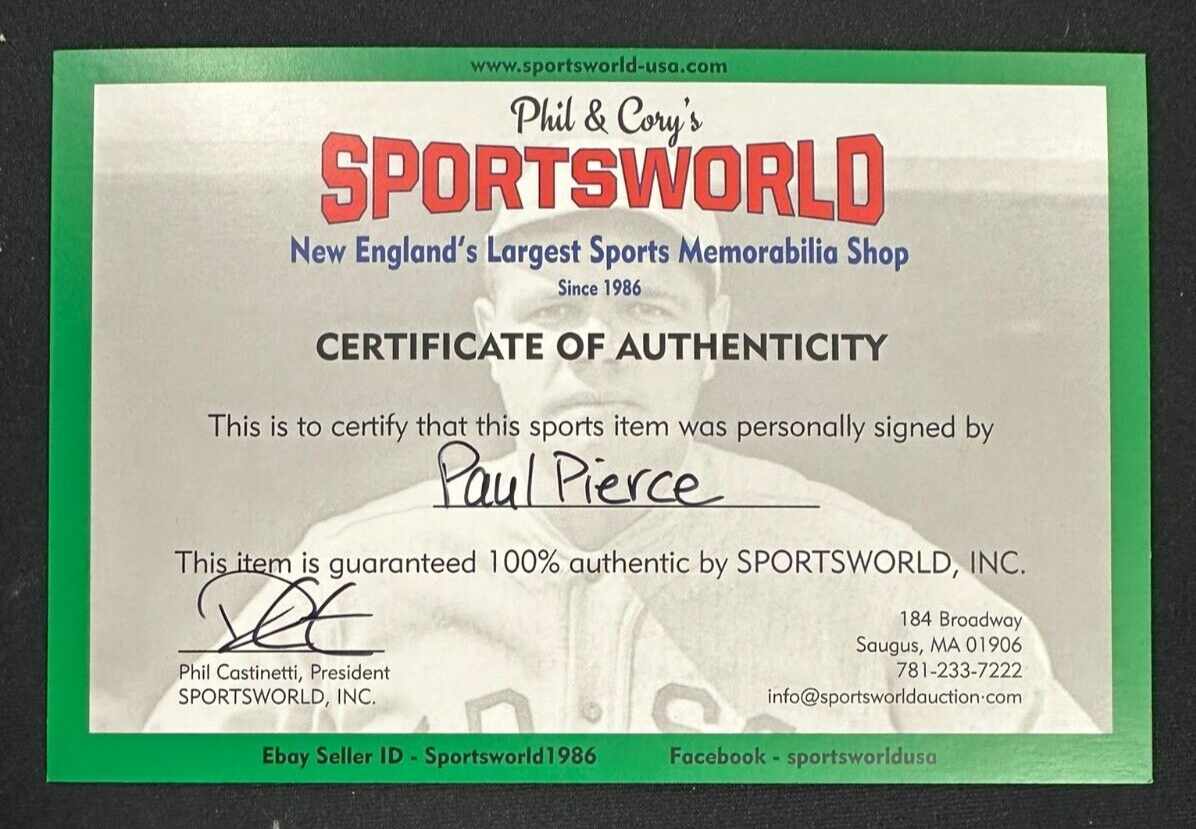 www.sportsworld-usa.com
Phil & Cory's
SPORTSWORLD
New England's Largest Sports Memorabilia Shop
Since 1986
CERTIFICATE OF AUTHENTICITY
This is to certify that this sports item was personally signed by
Paul Pierce
This item is guaranteed 100% authentic by SPORTSWORLD, INC.
184 Broadway
Saugus, MA 01906
781-233-7222
info@sportsworldauction·com
Phil Castinetti, President
SPORTSWORLD, INC.
Ebay Seller ID - Sportsworld1986
Facebook - sportsworldusa